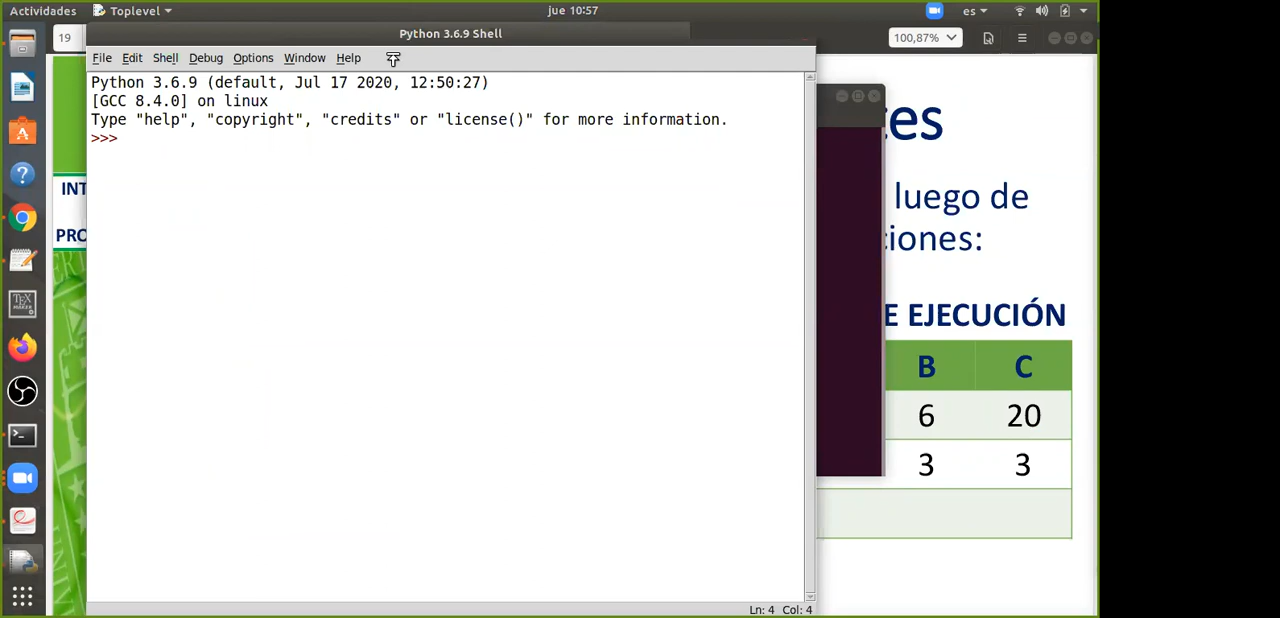 Actividades Toplevel jue 10:57 es
19 Python 3.6.9 Shell 100,87%
File Edit Shell Debug Options Window Help
Python 3.6.9 (default, Jul 17 2020, 12:50:27)
[GCC 8.4.0] on linux
Type "help", "copyright", "credits" or "license()" for more information.
>>>
es
INT
luego de
PRO
ciones:
E EJECUCIÓN
B C
6 20
3 3
Ln: 4 Col: 4